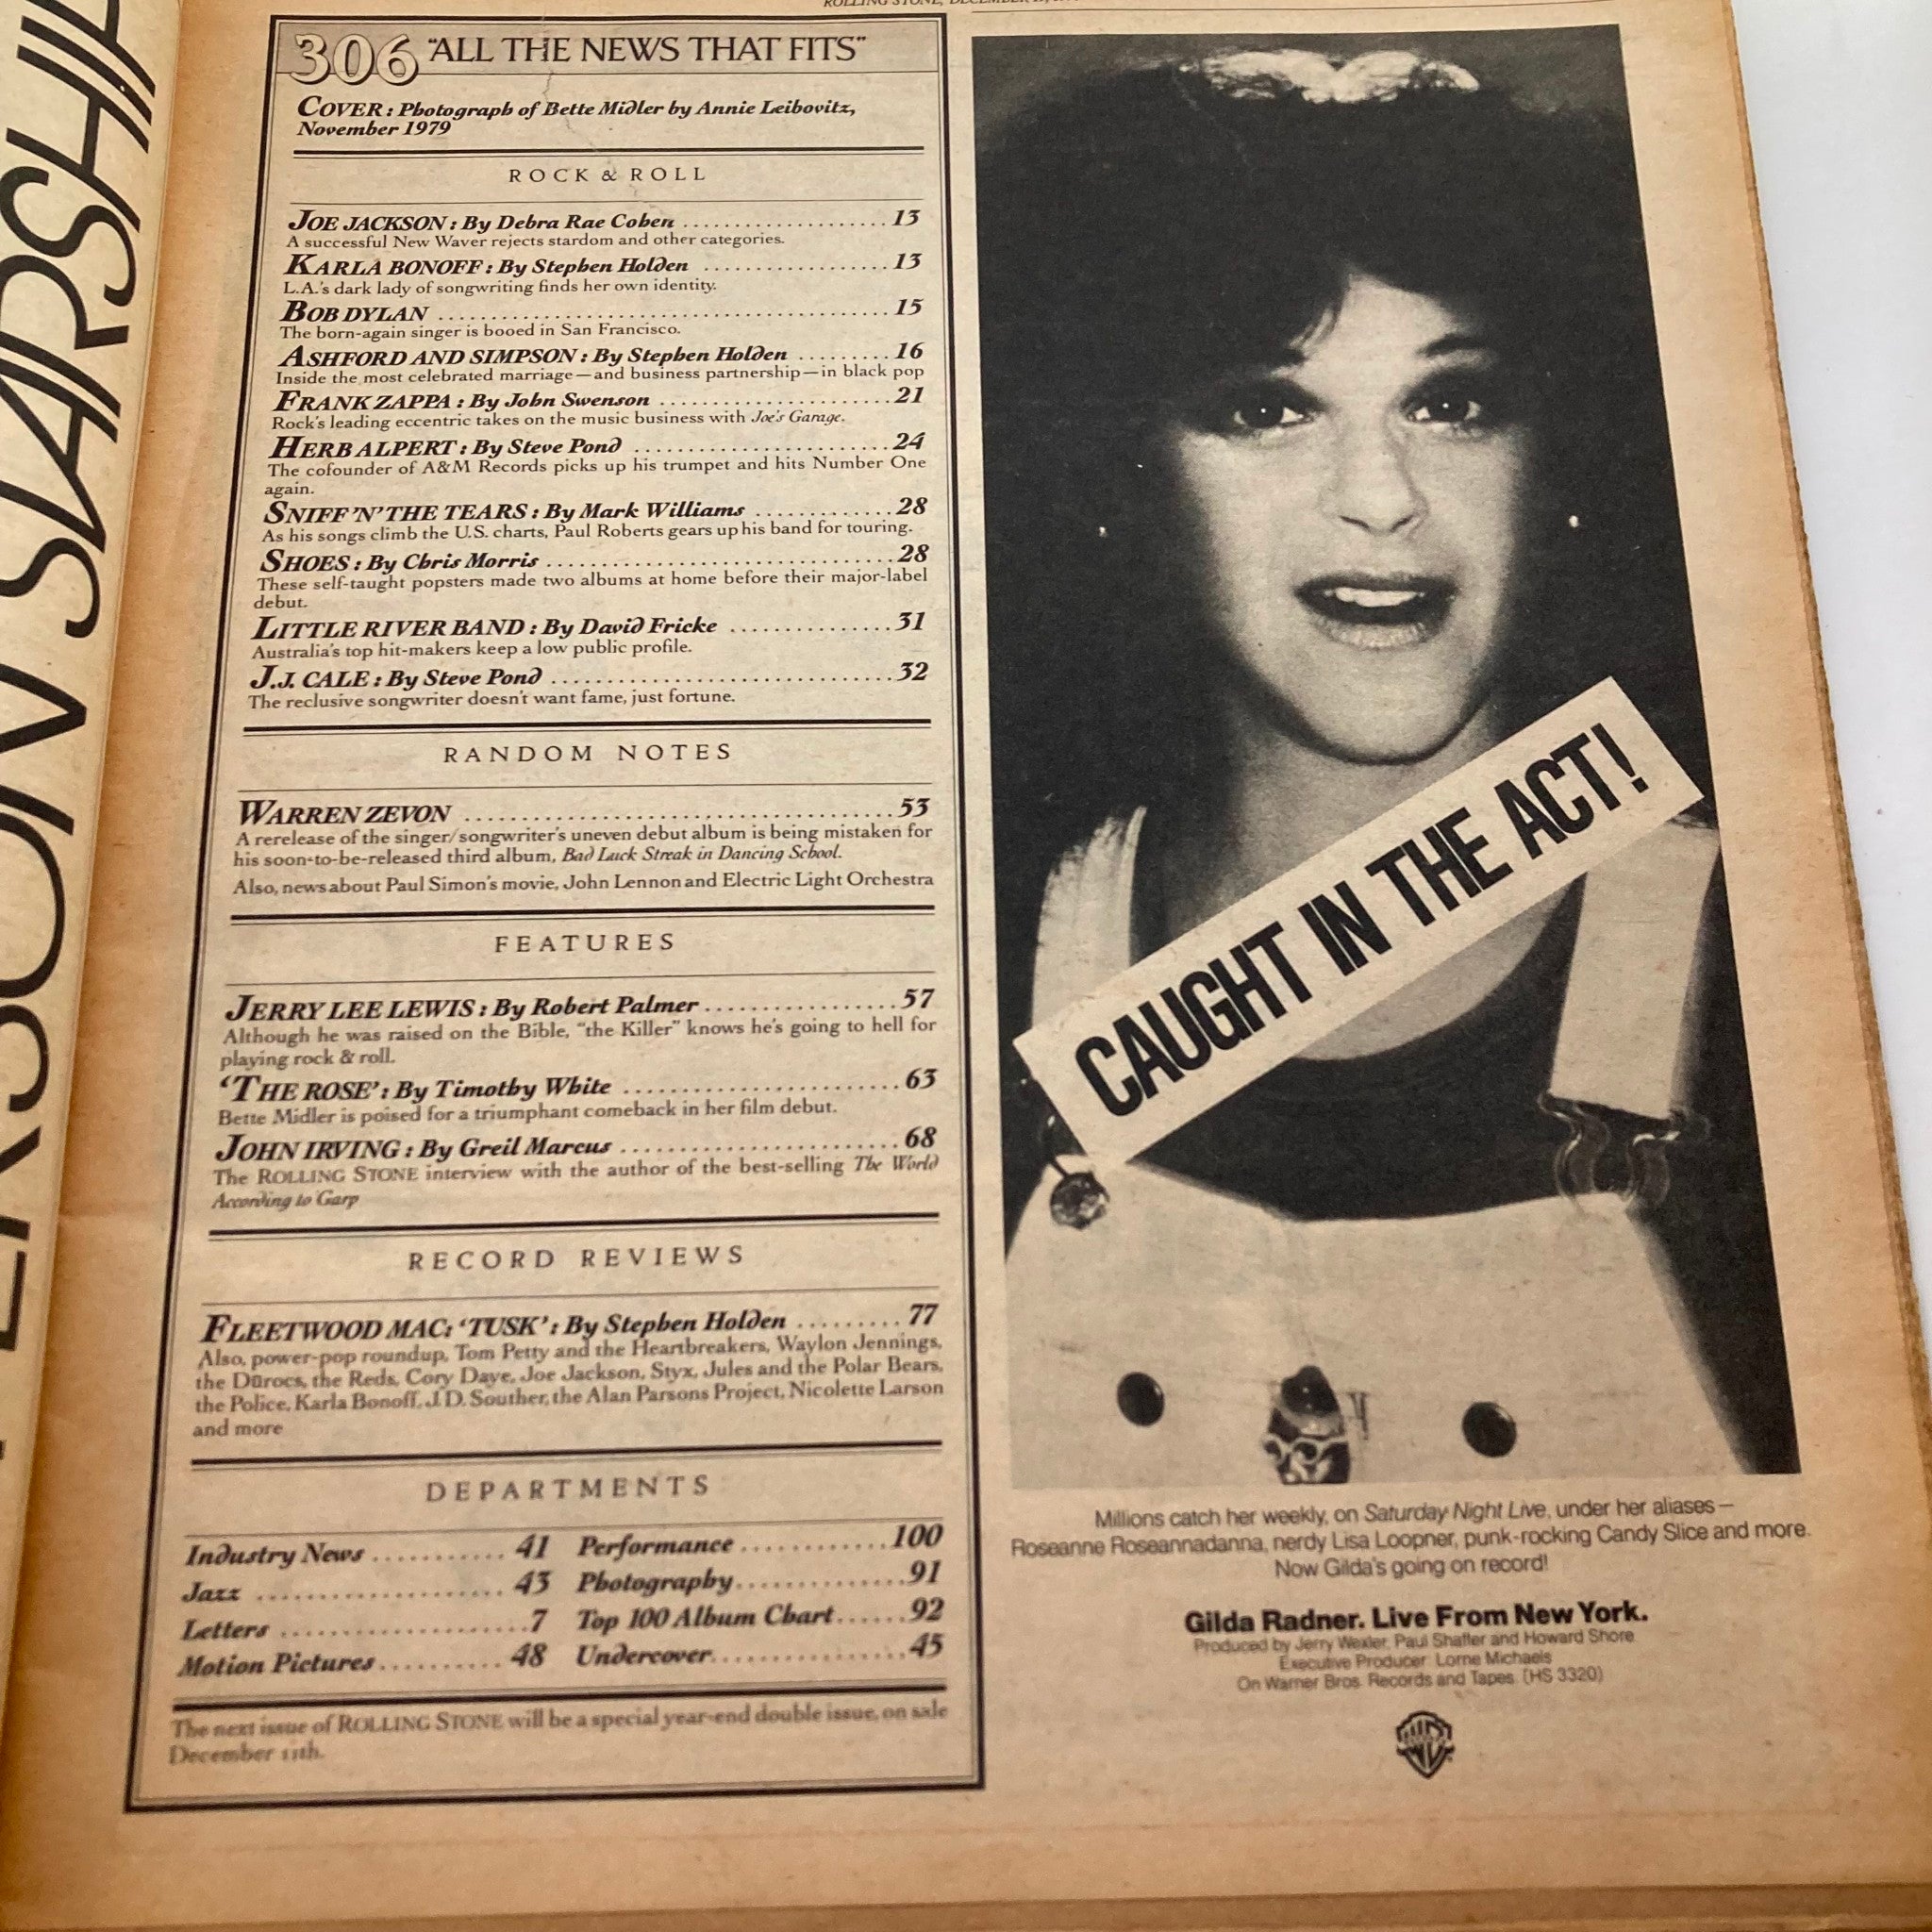 ROLLING STONE, DECEMBER
306 "ALL THE NEWS THAT FITS"
COVER: Photograph of Bette Midler by Annie Leibovitz,
November 1979
ROCK & ROLL
JOE JACKSON: By Debra Rae Cohen ....................13
A successful New Waver rejects stardom and other categories.
KARLA BONOFF: By Stephen Holden ..................13
L.A.'s dark lady of songwriting finds her own identity.
BOB DYLAN ............................................15
The born-again singer is booed in San Francisco.
ASHFORD AND SIMPSON: By Stephen Holden .........16
Inside the most celebrated marriage—and business partnership—in black pop
FRANK ZAPPA: By John Swenson ......................21
Rock's leading eccentric takes on the music business with Joe's Garage.
HERB ALPERT: By Steve Pond .........................24
The cofounder of A&M Records picks up his trumpet and hits Number One
again.
SNIFF 'N' THE TEARS: By Mark Williams .............28
As his songs climb the U.S. charts, Paul Roberts gears up his band for touring.
SHOES: By Chris Morris .................................28
These self-taught popsters made two albums at home before their major-label
debut.
LITTLE RIVER BAND: By David Fricke ...............31
Australia's top hit-makers keep a low public profile.
J.J. CALE: By Steve Pond .................................32
The reclusive songwriter doesn't want fame, just fortune.
RANDOM NOTES
WARREN ZEVON .........................................53
A rerelease of the singer/songwriter's uneven debut album is being mistaken for
his soon-to-be-released third album, Bad Luck Streak in Dancing School.
Also, news about Paul Simon's movie, John Lennon and Electric Light Orchestra
FEATURES
JERRY LEE LEWIS: By Robert Palmer ..................57
Although he was raised on the Bible, "the Killer" knows he's going to hell for
playing rock & roll.
'THE ROSE': By Timothy White ..........................63
Bette Midler is poised for a triumphant comeback in her film debut.
JOHN IRVING: By Greil Marcus ..........................68
The ROLLING STONE interview with the author of the best-selling The World
According to Garp
RECORD REVIEWS
FLEETWOOD MAC: 'TUSK': By Stephen Holden .........77
Also, power-pop roundup, Tom Petty and the Heartbreakers, Waylon Jennings,
the Dūrocs, the Reds, Cory Daye, Joe Jackson, Styx, Jules and the Polar Bears,
the Police, Karla Bonoff, J.D. Souther, the Alan Parsons Project, Nicolette Larson
and more
DEPARTMENTS
Industry News ........... 41 Performance .............100
Jazz ..................... 43 Photography...............91
Letters .....................7 Top 100 Album Chart......92
Motion Pictures.......... 48 Undercover.................45
The next issue of ROLLING STONE will be a special year-end double issue, on sale
December 11th.
CAUGHT IN THE ACT!
Millions catch her weekly, on Saturday Night Live, under her aliases—
Roseanne Roseannadanna, nerdy Lisa Loopner, punk-rocking Candy Slice and more.
Now Gilda's going on record!
Gilda Radner. Live From New York.
Produced by Jerry Wexler, Paul Shaffer and Howard Shore
Executive Producer: Lorne Michaels
On Warner Bros. Records and Tapes. (HS 3320)
STARSHIP